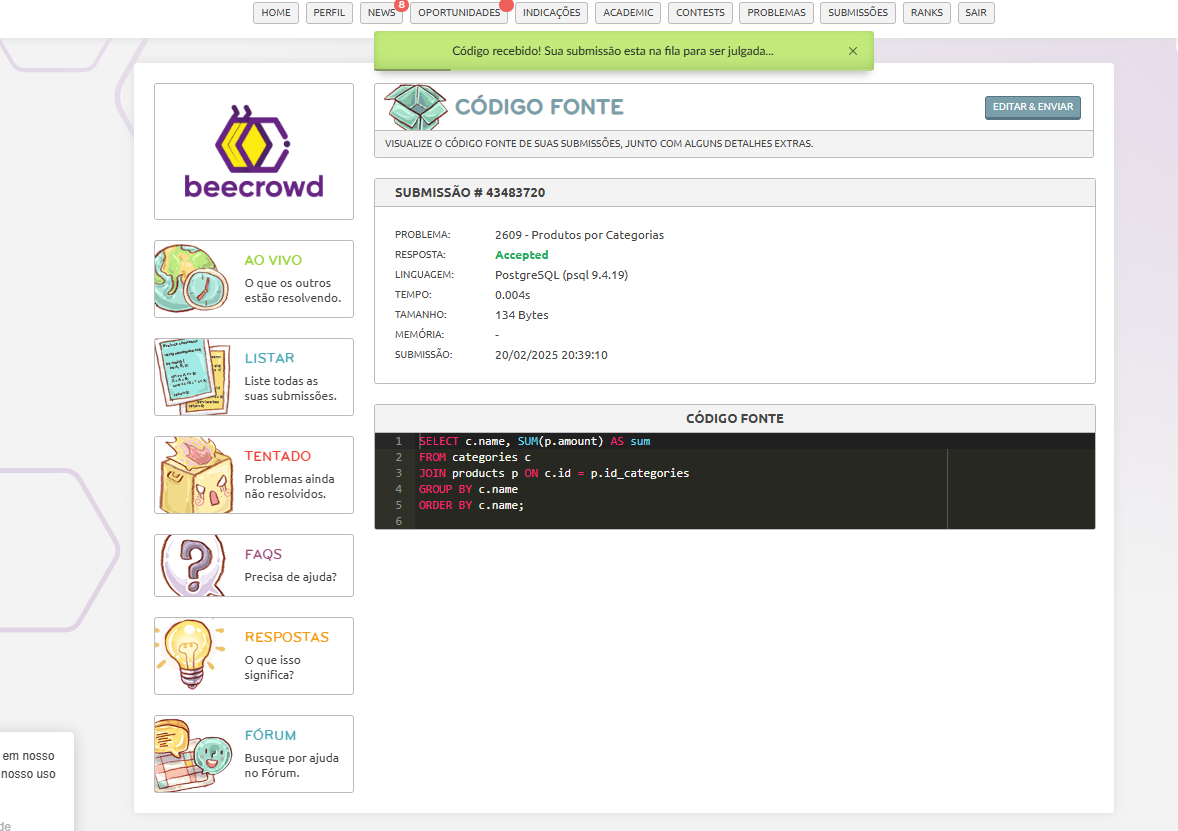 HOME PERFIL NEWS 8 OPORTUNIDADES INDICAÇÕES ACADEMIC CONTESTS PROBLEMAS SUBMISSÕES RANKS SAIR
Código recebido! Sua submissão esta na fila para ser julgada... ×
beecrowd
CÓDIGO FONTE
EDITAR & ENVIAR
VISUALIZE O CÓDIGO FONTE DE SUAS SUBMISSÕES, JUNTO COM ALGUNS DETALHES EXTRAS.
AO VIVO
O que os outros
estão resolvendo.
LISTAR
Liste todas as
suas submissões.
TENTADO
Problemas ainda
não resolvidos.
FAQS
Precisa de ajuda?
RESPOSTAS
O que isso
significa?
FÓRUM
Busque por ajuda
no Fórum.
SUBMISSÃO # 43483720
PROBLEMA: 2609 - Produtos por Categorias
RESPOSTA: Accepted
LINGUAGEM: PostgreSQL (psql 9.4.19)
TEMPO: 0.004s
TAMANHO: 134 Bytes
MEMÓRIA: -
SUBMISSÃO: 20/02/2025 20:39:10
CÓDIGO FONTE
1 SELECT c.name, SUM(p.amount) AS sum
2 FROM categories c
3 JOIN products p ON c.id = p.id_categories
4 GROUP BY c.name
5 ORDER BY c.name;
6
em nosso
nosso uso
de